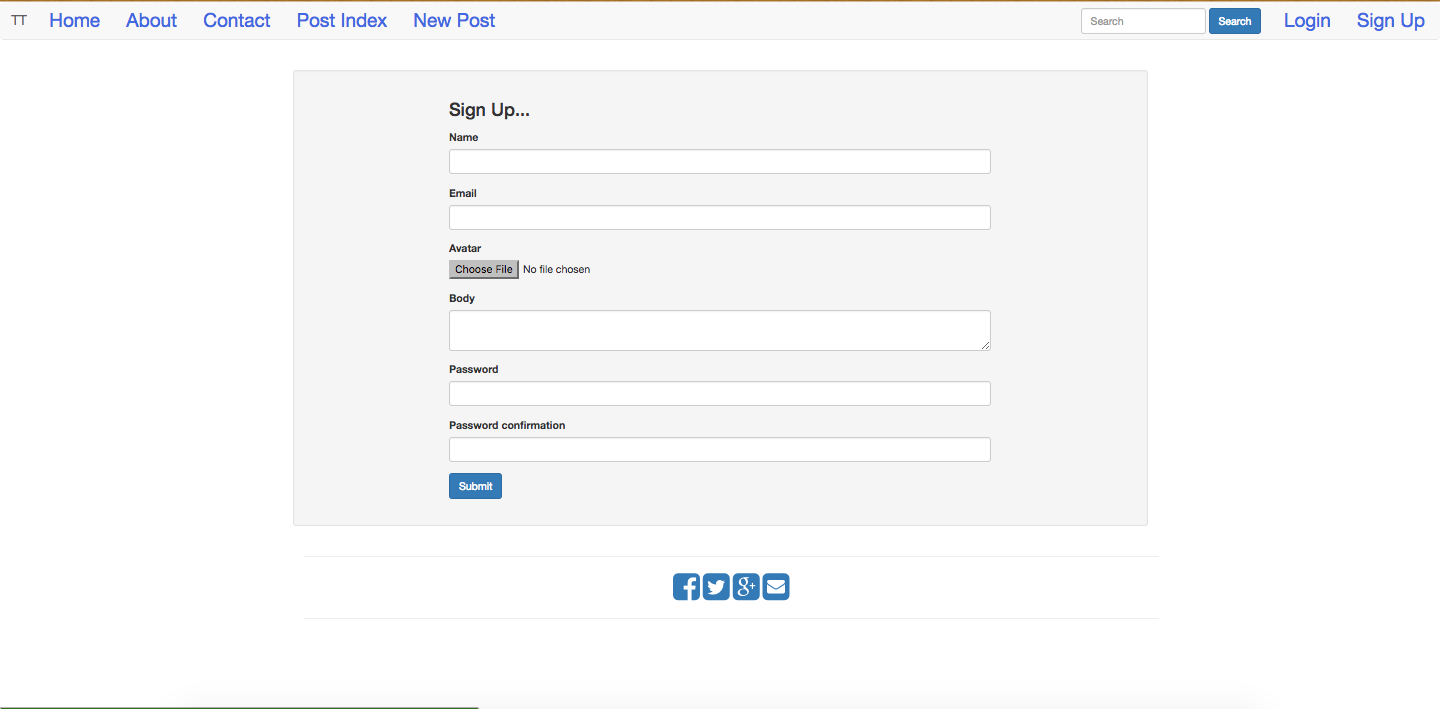 TT Home About Contact Post Index New Post Search Search Login Sign Up
Sign Up...
Name
Email
Avatar
Choose File No file chosen
Body
Password
Password confirmation
Submit